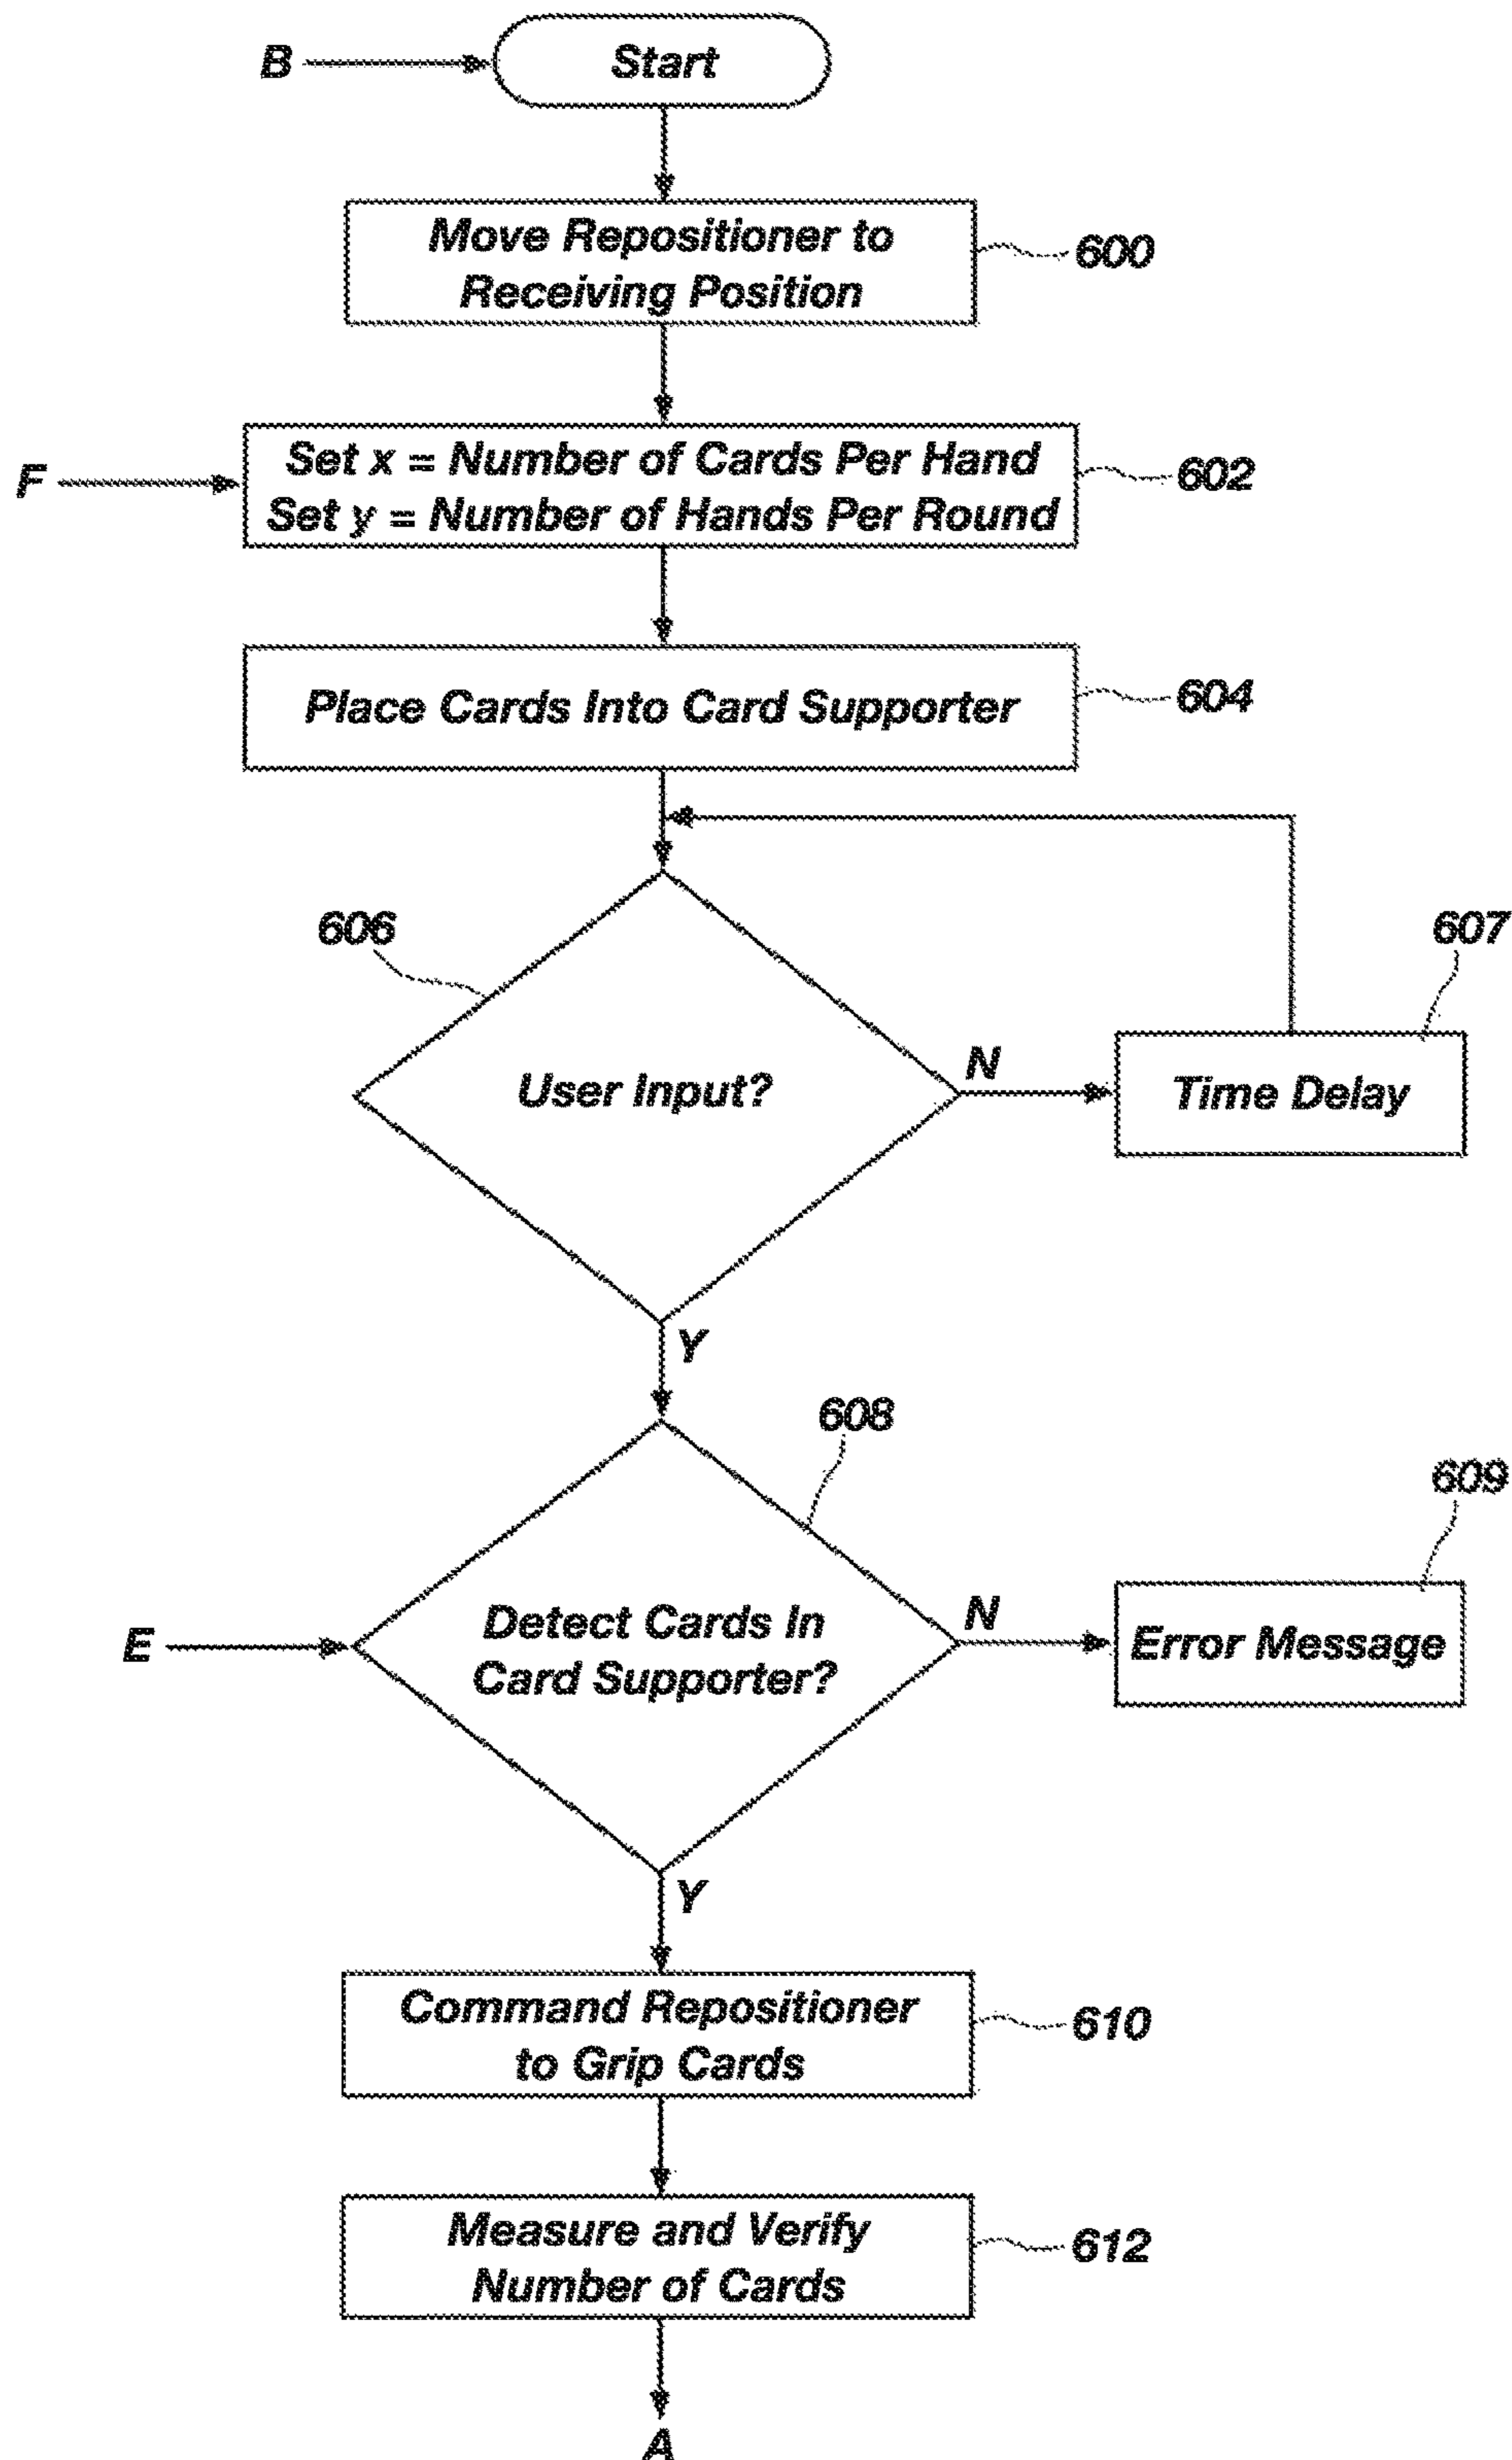 B
Start
Move Repositioner to
Receiving Position
600
F
Set x = Number of Cards Per Hand
Set y = Number of Hands Per Round
602
Place Cards Into Card Supporter
604
606
607
User Input?
N
Time Delay
Y
608
609
E
Detect Cards In
Card Supporter?
N
Error Message
Y
Command Repositioner
to Grip Cards
610
Measure and Verify
Number of Cards
612
A